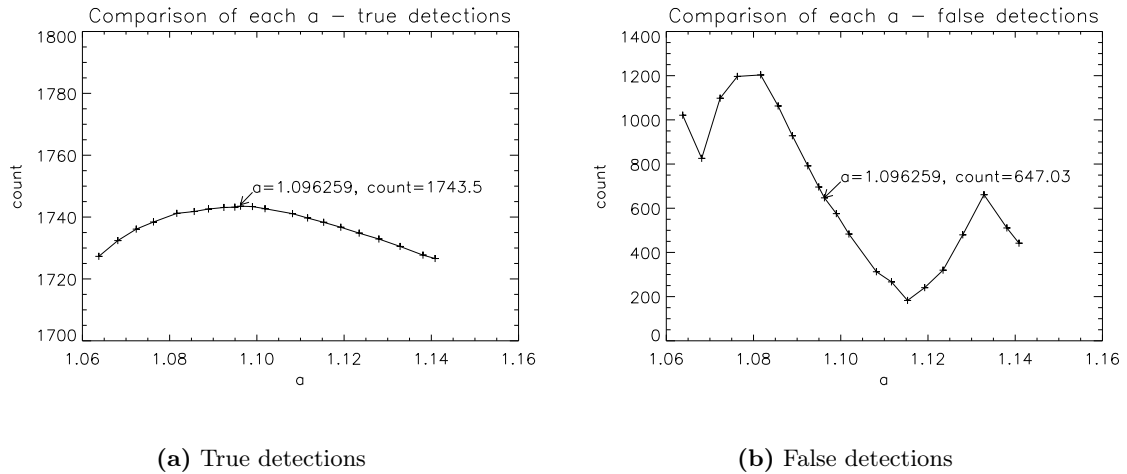 Comparison of each a – true detections
1800
1780
1760
1740
1720
1700
count
a=1.096259, count=1743.5
1.06 1.08 1.10 1.12 1.14 1.16
a
(a) True detections
Comparison of each a – false detections
1400
1200
1000
800
600
400
200
0
count
a=1.096259, count=647.03
1.06 1.08 1.10 1.12 1.14 1.16
a
(b) False detections